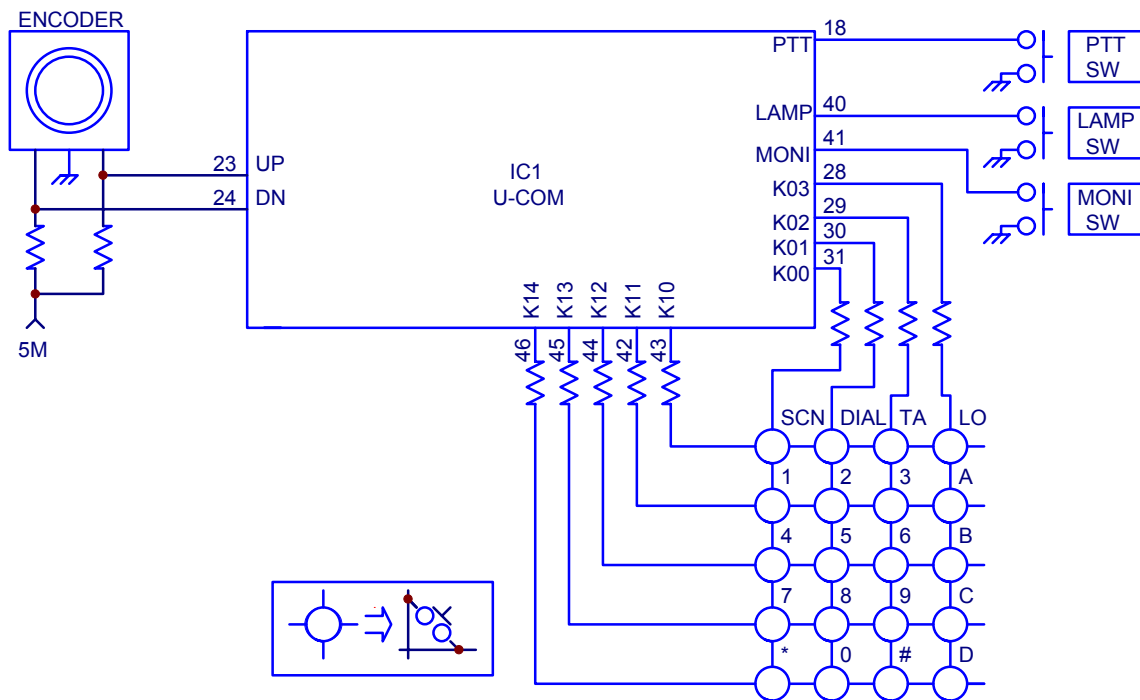 ENCODER
18
PTT
PTT
SW
40
LAMP
LAMP
SW
41
MONI
23
UP
IC1
28
K03
24
DN
U-COM
MONI
SW
29
K02
30
K01
31
K00
K14
K13
K12
K11
K10
5M
46
45
44
42
43
SCN
DIAL
TA
LO
1
2
3
A
4
5
6
B
7
8
9
C
*
0
#
D